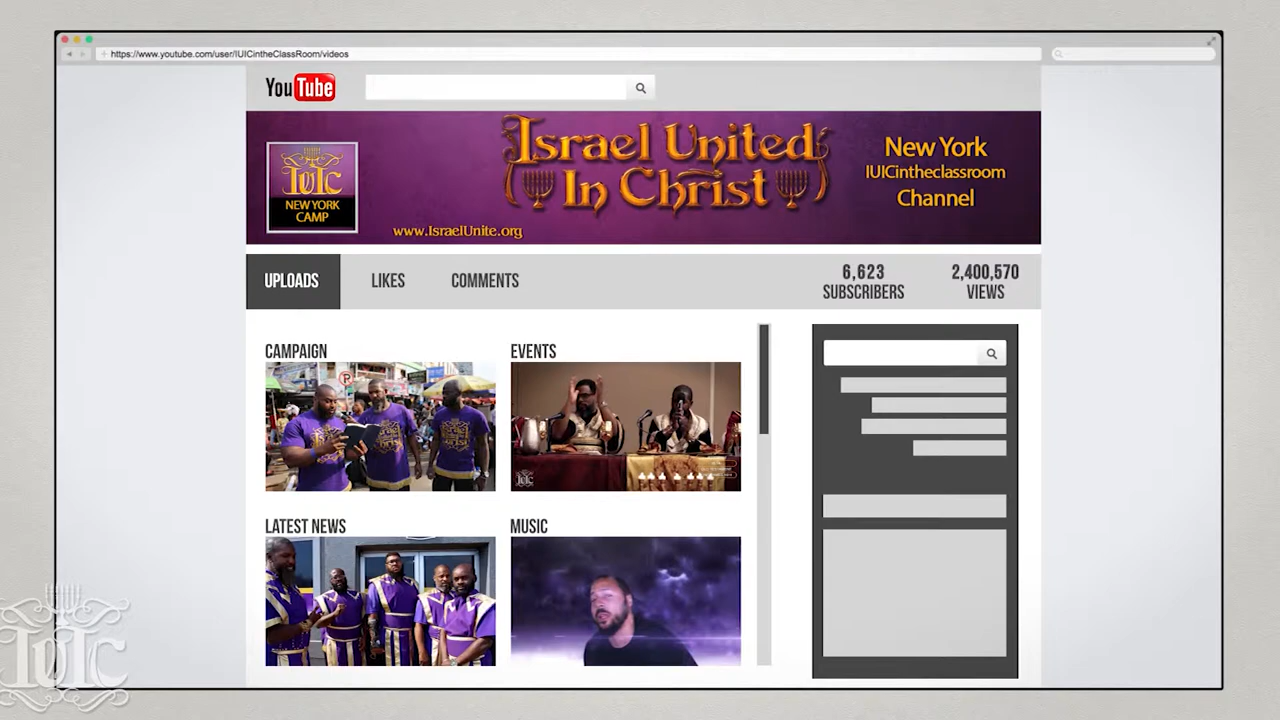 https://www.youtube.com/user/IUICintheClassRoom/videos
YouTube
Israel United
In Christ
New York
IUICintheclassroom
Channel
IUIC
NEW YORK
CAMP
www.IsraelUnite.org
UPLOADS
LIKES
COMMENTS
6,623
SUBSCRIBERS
2,400,570
VIEWS
CAMPAIGN
EVENTS
LATEST NEWS
MUSIC
IUIC